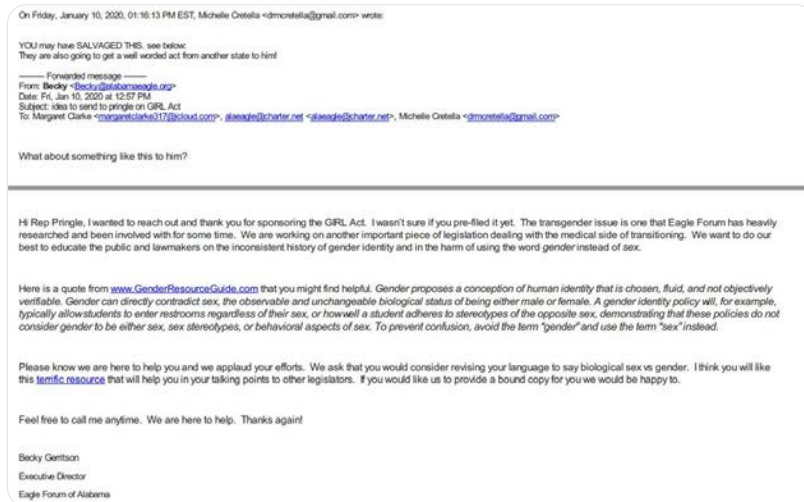 On Friday, January 10, 2020, 01:16:13 PM EST, Michelle Cretella <drmcretella@gmail.com> wrote:
YOU may have SALVAGED THIS. see below:
They are also going to get a well worded act from another state to him!
-------- Forwarded message --------
From: Becky <Becky@alabamaeagle.org>
Date: Fri, Jan 10, 2020 at 12:57 PM
Subject: idea to send to pringle on GIRL Act
To: Margaret Clarke <margaretclarke317@icloud.com>, alaeagle@charter.net <alaeagle@charter.net>, Michelle Cretella <drmcretella@gmail.com>
What about something like this to him?
Hi Rep Pringle, I wanted to reach out and thank you for sponsoring the GIRL Act. I wasn't sure if you pre-filed it yet. The transgender issue is one that Eagle Forum has heavily
researched and been involved with for some time. We are working on another important piece of legislation dealing with the medical side of transitioning. We want to do our
best to educate the public and lawmakers on the inconsistent history of gender identity and in the harm of using the word gender instead of sex.
Here is a quote from www.GenderResourceGuide.com that you might find helpful. Gender proposes a conception of human identity that is chosen, fluid, and not objectively
verifiable. Gender can directly contradict sex, the observable and unchangeable biological status of being either male or female. A gender identity policy will, for example,
typically allow students to enter restrooms regardless of their sex, or how well a student adheres to stereotypes of the opposite sex, demonstrating that these policies do not
consider gender to be either sex, sex stereotypes, or behavioral aspects of sex. To prevent confusion, avoid the term "gender" and use the term "sex" instead.
Please know we are here to help you and we applaud your efforts. We ask that you would consider revising your language to say biological sex vs gender. I think you will like
this terrific resource that will help you in your talking points to other legislators. If you would like us to provide a bound copy for you we would be happy to.
Feel free to call me anytime. We are here to help. Thanks again!
Becky Gerritson
Executive Director
Eagle Forum of Alabama